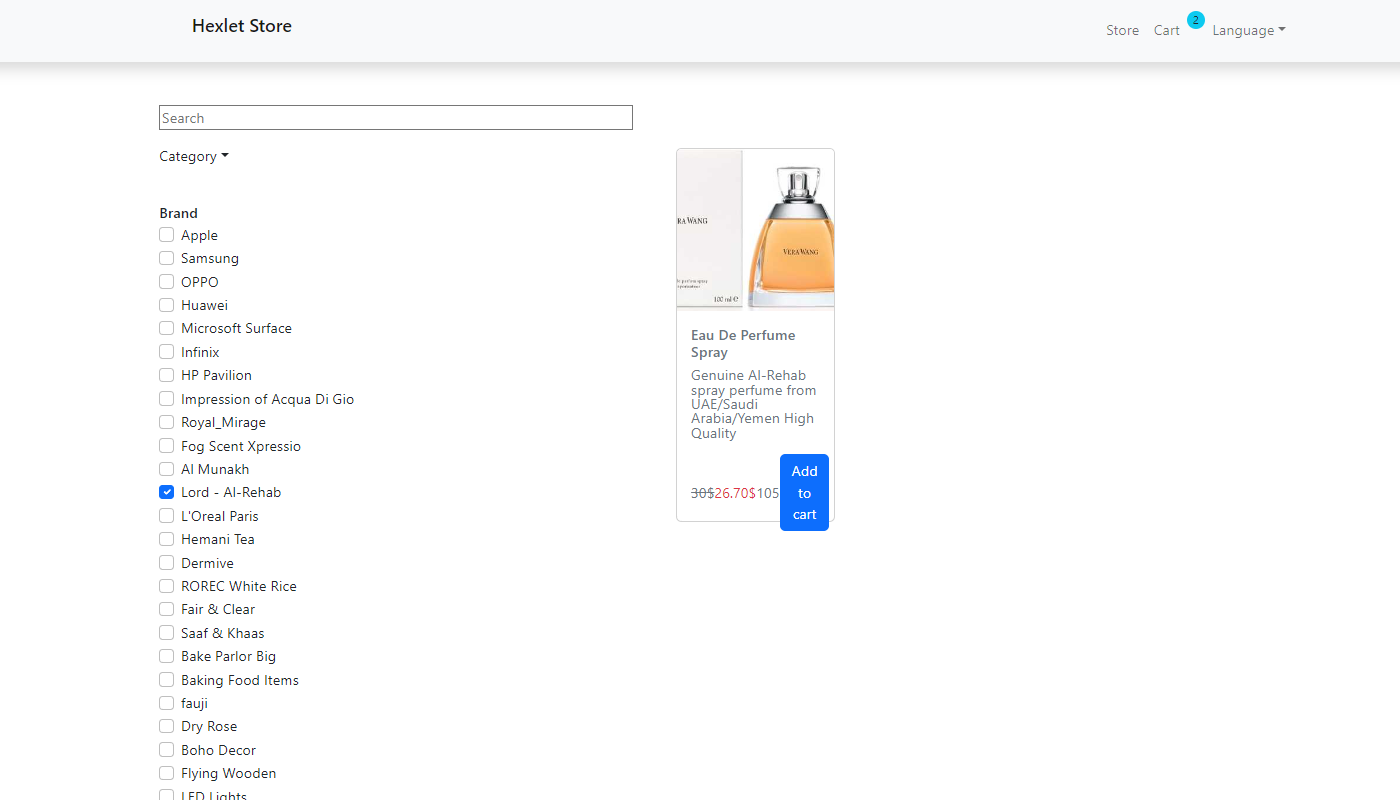 Hexlet Store
Store Cart 2 Language
Search
Category
Brand
Apple
Samsung
OPPO
Huawei
Microsoft Surface
Infinix
HP Pavilion
Impression of Acqua Di Gio
Royal_Mirage
Fog Scent Xpressio
Al Munakh
Lord - Al-Rehab
L'Oreal Paris
Hemani Tea
Dermive
ROREC White Rice
Fair & Clear
Saaf & Khaas
Bake Parlor Big
Baking Food Items
fauji
Dry Rose
Boho Decor
Flying Wooden
LED Lights
RA WANG
100 ml
VERA WANG
Eau De Perfume
Spray
Genuine Al-Rehab
spray perfume from
UAE/Saudi
Arabia/Yemen High
Quality
30$26.70$105
Add
to
cart